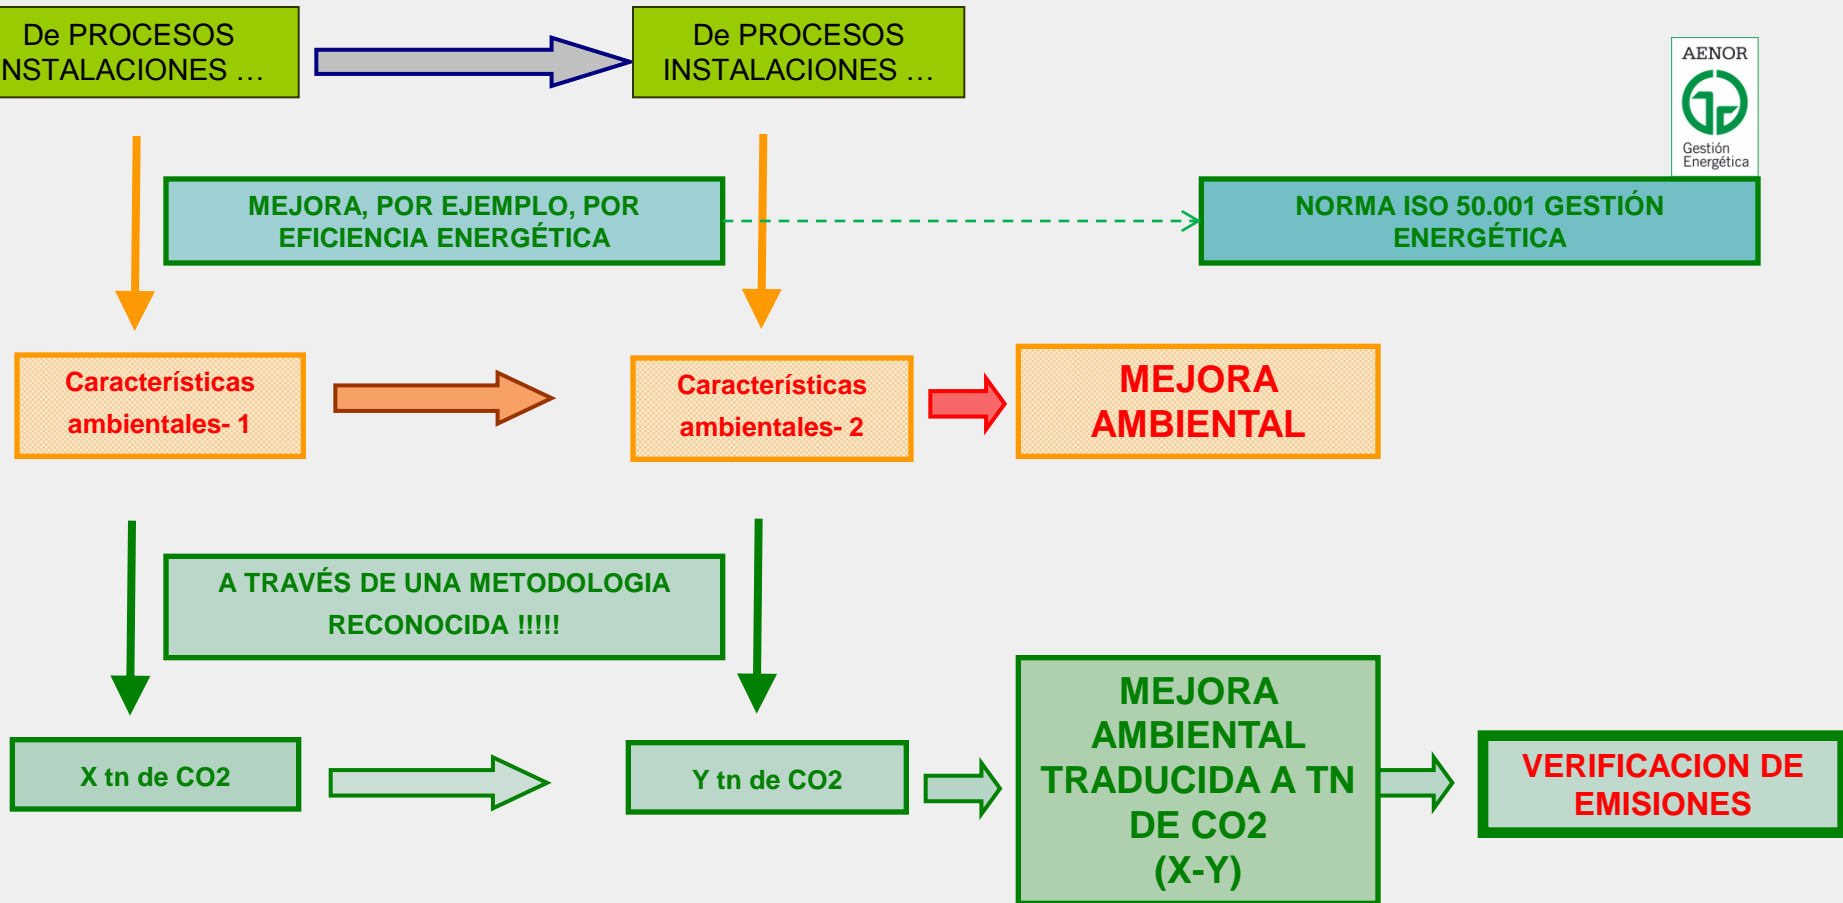 De PROCESOS
NSTALACIONES …
De PROCESOS
INSTALACIONES …
AENOR
Gestión
Energética
MEJORA, POR EJEMPLO, POR
EFICIENCIA ENERGÉTICA
NORMA ISO 50.001 GESTIÓN
ENERGÉTICA
Características
ambientales- 1
Características
ambientales- 2
MEJORA
AMBIENTAL
A TRAVÉS DE UNA METODOLOGIA
RECONOCIDA !!!!!
X tn de CO2
Y tn de CO2
MEJORA
AMBIENTAL
TRADUCIDA A TN
DE CO2
(X-Y)
VERIFICACION DE
EMISIONES